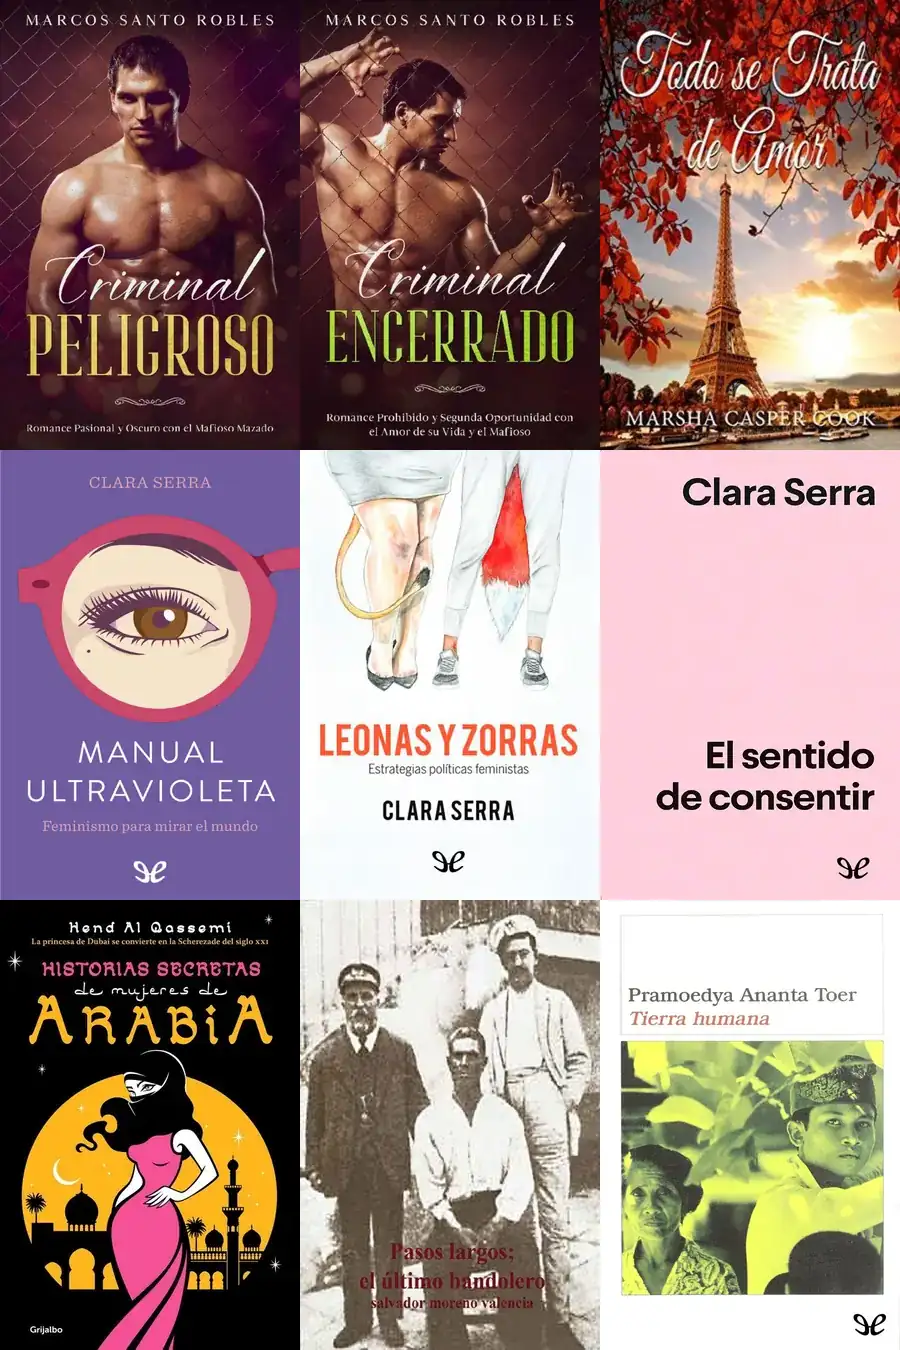 MARCOS SANTO ROBLES
Criminal
PELIGROSO
Romance Pasional y Oscuro con el Mafioso Mazado
MARCOS SANTO ROBLES
Criminal
ENCERRADO
Romance Prohibido y Segunda Oportunidad con
el Amor de su Vida y el Mafioso
Todo se Trata
de Amor
MARSHA CASPER COOK
CLARA SERRA
MANUAL
ULTRAVIOLETA
Feminismo para mirar el mundo
LEONAS Y ZORRAS
Estrategias políticas feministas
CLARA SERRA
Clara Serra
El sentido
de consentir
Hend Al Qassemi
La princesa de Dubai se convierte en la Scherezade del siglo XXI
HISTORIAS SECRETAS
de mujeres de
ARABIA
Grijalbo
Pasos largos;
el último bandolero
salvador moreno valencia
Pramoedya Ananta Toer
Tierra humana